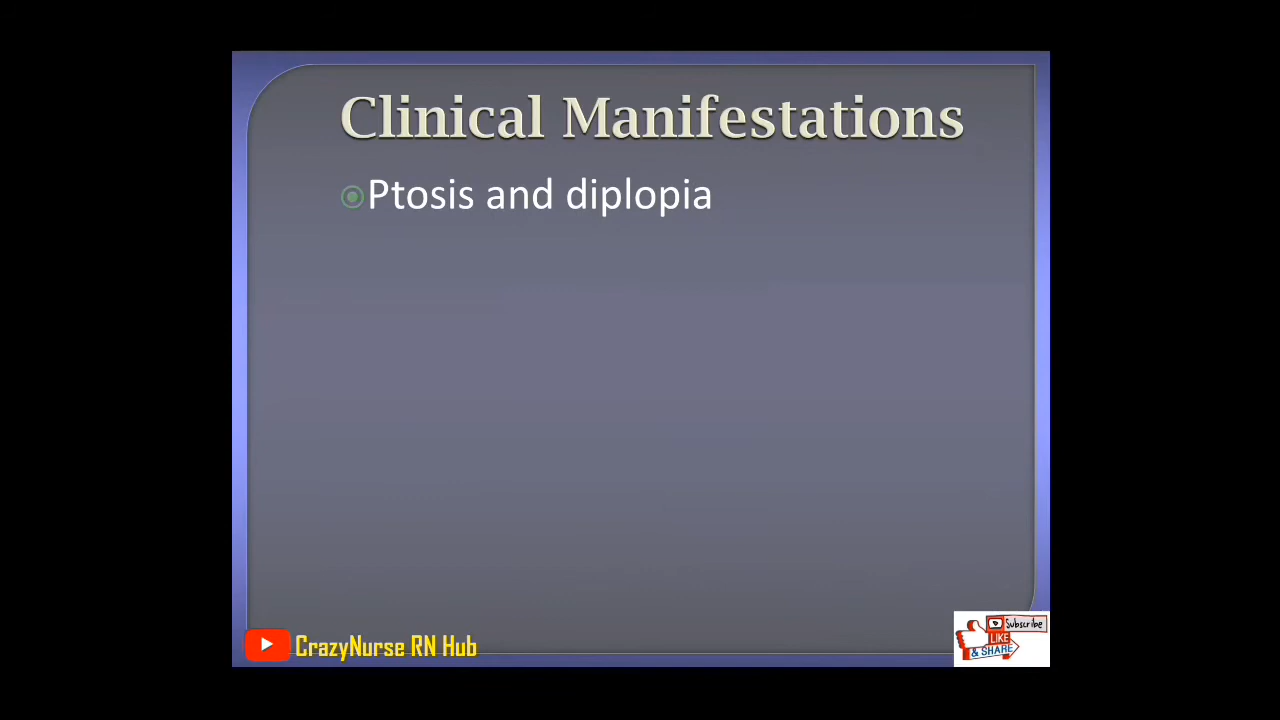 Clinical Manifestations
Ptosis and diplopia
CrazyNurse RN Hub
Subscribe
LIKE
& SHARE